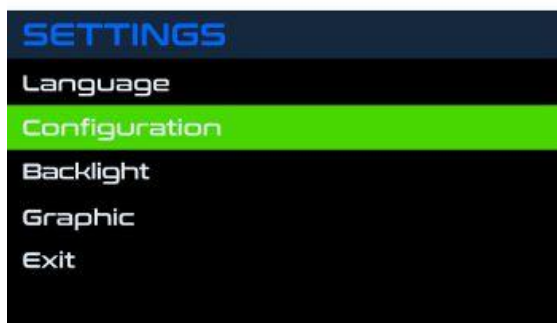 SETTINGS
Language
Configuration
Backlight
Graphic
Exit